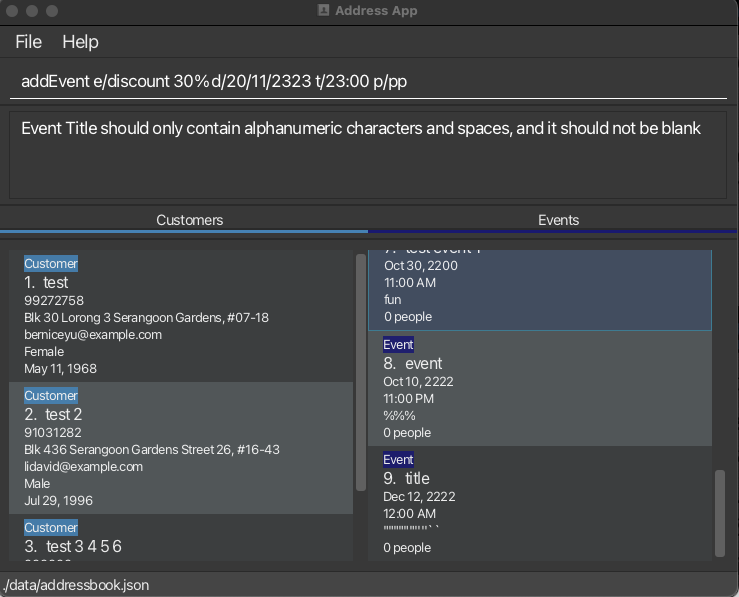 Address App
File Help
addEvent e/discount 30% d/20/11/2323 t/23:00 p/pp
Event Title should only contain alphanumeric characters and spaces, and it should not be blank
Customers
Events
Customer
1. test
99272758
Blk 30 Lorong 3 Serangoon Gardens, #07-18
berniceyu@example.com
Female
May 11, 1968
Customer
2. test 2
91031282
Blk 436 Serangoon Gardens Street 26, #16-43
lidavid@example.com
Male
Jul 29, 1996
Customer
3. test 3 4 5 6
7. test event 1
Oct 30, 2200
11:00 AM
fun
0 people
Event
8. event
Oct 10, 2222
11:00 PM
%%%
0 people
Event
9. title
Dec 12, 2222
12:00 AM
0 people
./data/addressbook.json